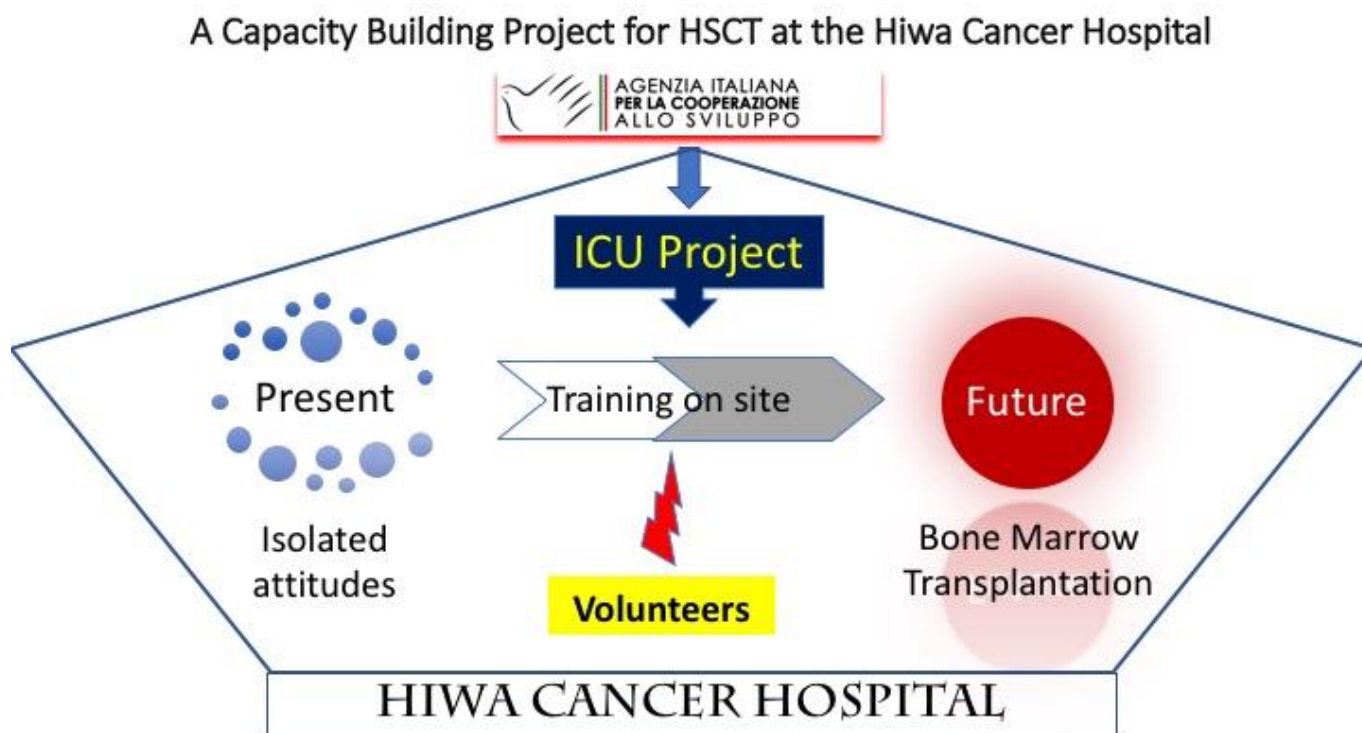 A Capacity Building Project for HSCT at the Hiwa Cancer Hospital
AGENZIA ITALIANA
PER LA COOPERAZIONE
ALLO SVILUPPO
ICU Project
Present
Training on site
Future
Isolated
attitudes
Bone Marrow
Transplantation
Volunteers
HIWA CANCER HOSPITAL